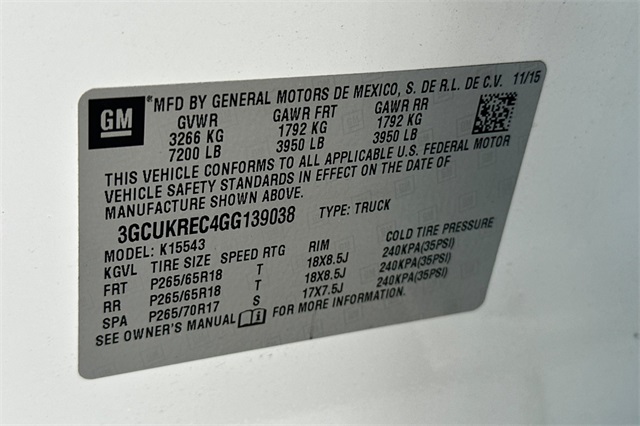 GM
®MFD BY GENERAL MOTORS DE MEXICO, S. DE R.L. DE C.V. 11/15
GVWR GAWR FRT GAWR RR
3266 KG 1792 KG 1792 KG
7200 LB 3950 LB 3950 LB
THIS VEHICLE CONFORMS TO ALL APPLICABLE U.S. FEDERAL MOTOR
VEHICLE SAFETY STANDARDS IN EFFECT ON THE DATE OF
MANUFACTURE SHOWN ABOVE.
3GCUKREC4GG139038 TYPE: TRUCK
MODEL: K15543
KGVL TIRE SIZE SPEED RTG RIM COLD TIRE PRESSURE
FRT P265/65R18 T 18X8.5J 240KPA(35PSI)
RR P265/65R18 T 18X8.5J 240KPA(35PSI)
SPA P265/70R17 S 17X7.5J 240KPA(35PSI)
SEE OWNER'S MANUAL i FOR MORE INFORMATION.